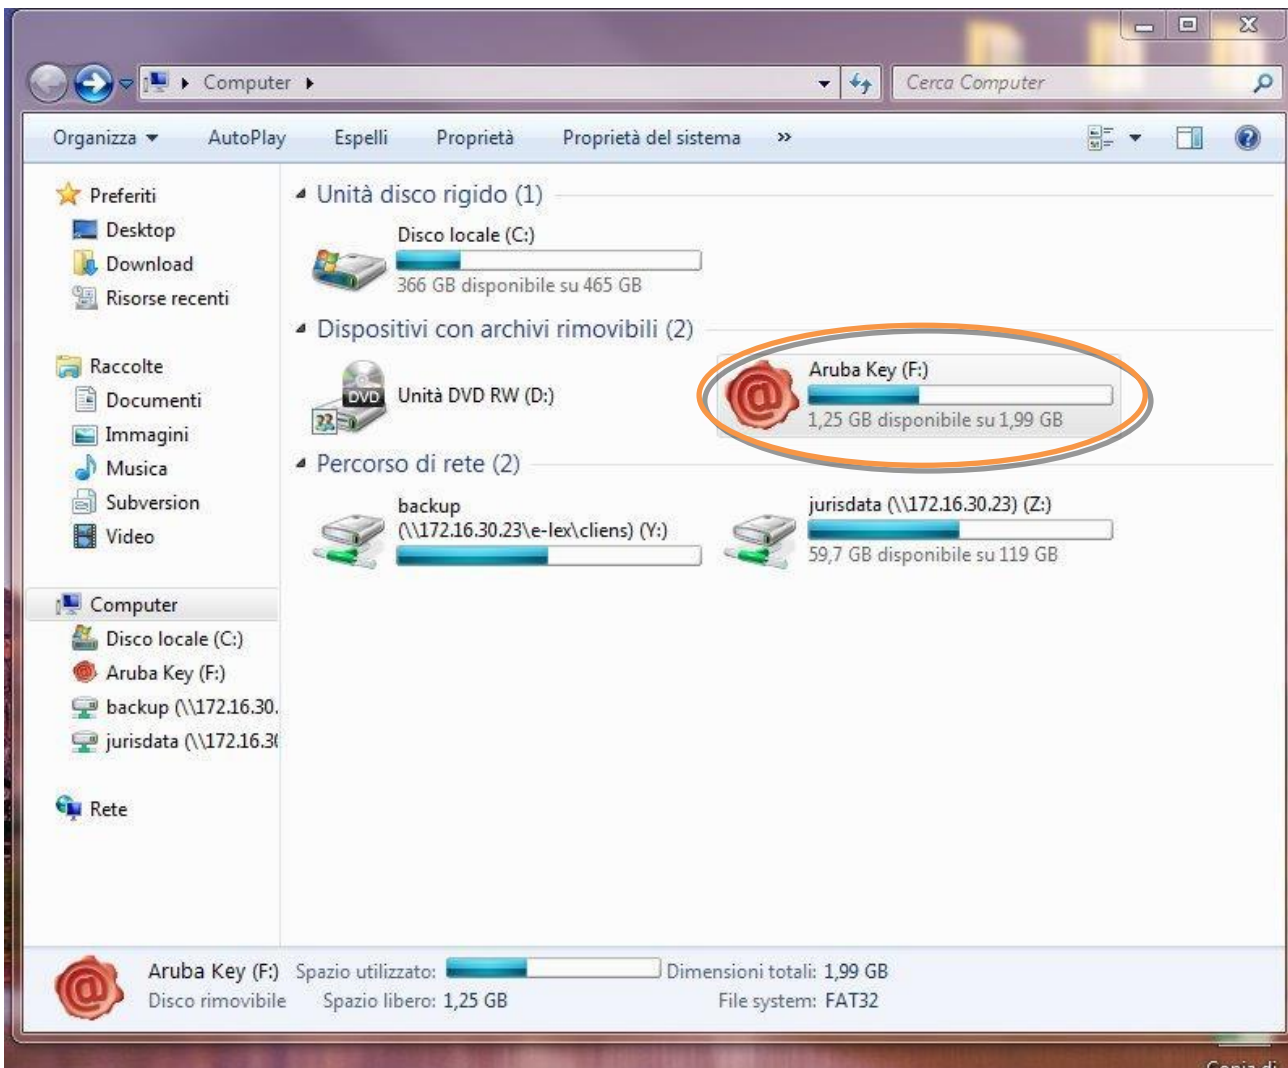 Computer
Cerca Computer
Organizza
AutoPlay
Espelli
Proprietà
Proprietà del sistema
»
Preferiti
Desktop
Download
Risorse recenti
Raccolte
Documenti
Immagini
Musica
Subversion
Video
Computer
Disco locale (C:)
Aruba Key (F:)
backup (\\172.16.30.
jurisdata (\\172.16.3
Rete
Unità disco rigido (1)
Disco locale (C:)
366 GB disponibile su 465 GB
Dispositivi con archivi rimovibili (2)
DVD
Unità DVD RW (D:)
Aruba Key (F:)
1,25 GB disponibile su 1,99 GB
Percorso di rete (2)
backup
(\\172.16.30.23\e-lex\cliens) (Y:)
jurisdata (\\172.16.30.23) (Z:)
59,7 GB disponibile su 119 GB
Aruba Key (F:) Spazio utilizzato: Dimensioni totali: 1,99 GB
Disco rimovibile Spazio libero: 1,25 GB File system: FAT32